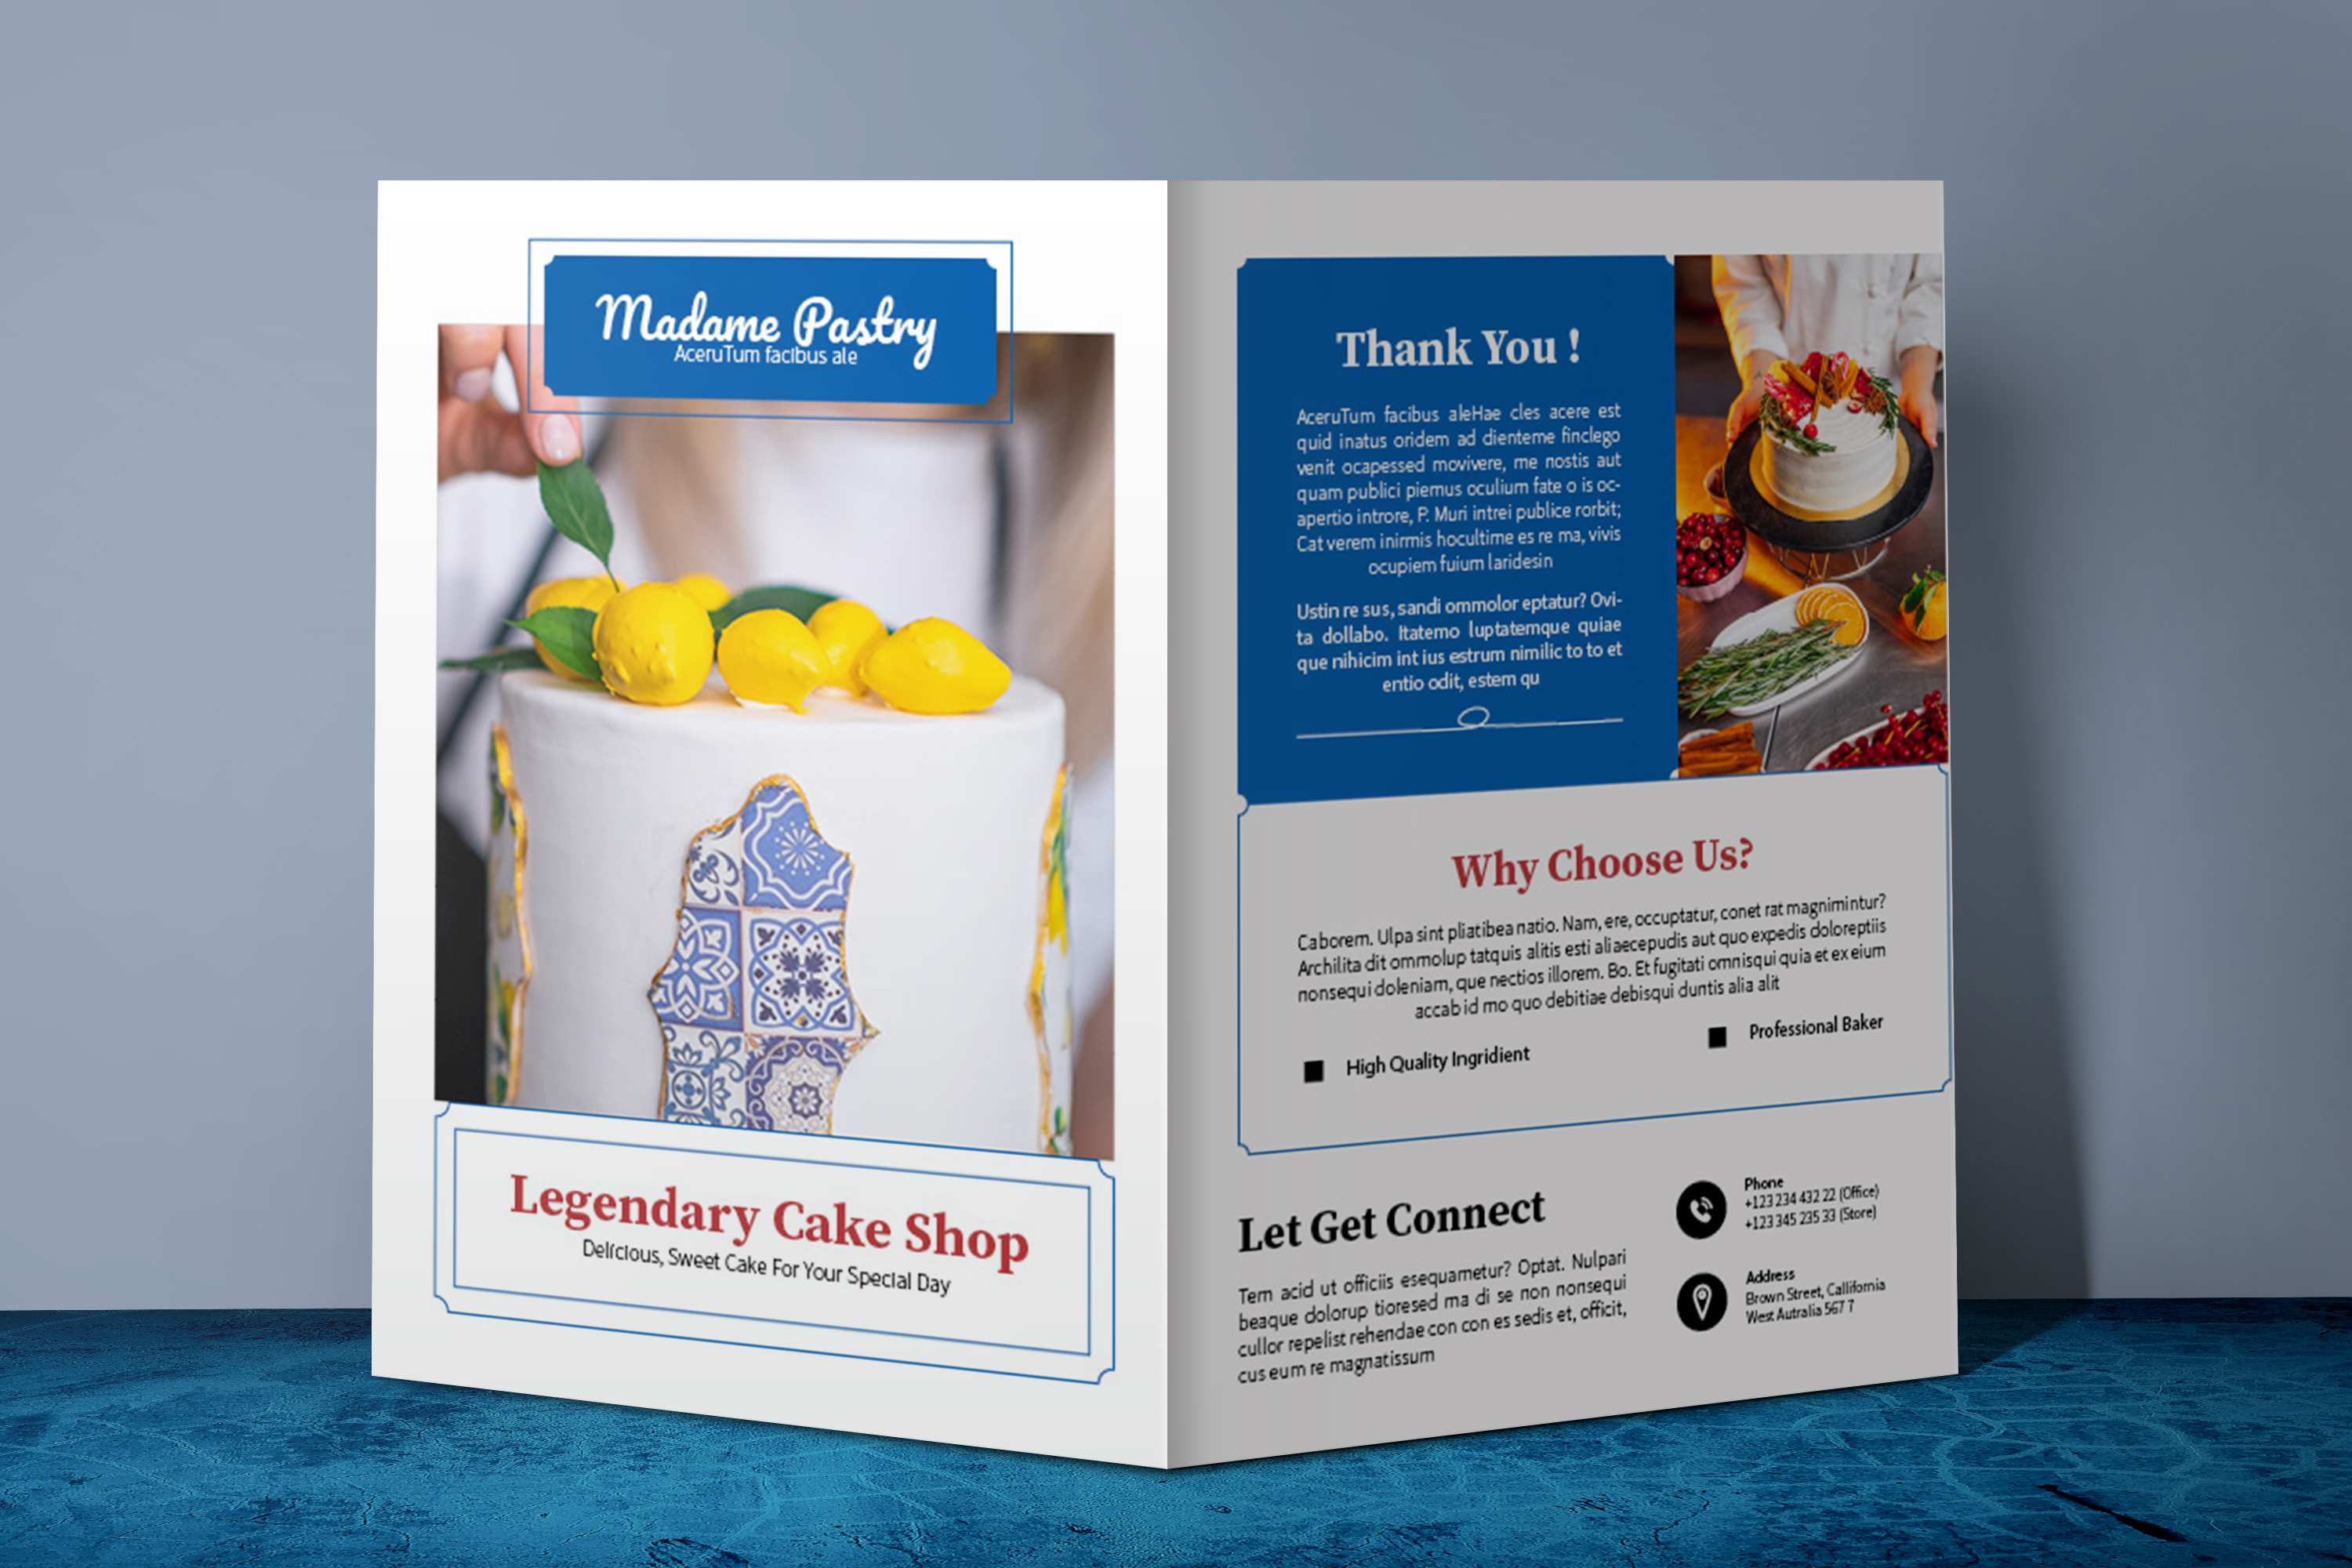 Madame Pastry
AceruTum facibus ale
Legendary Cake Shop
Delicious, Sweet Cake For Your Special Day
Thank You !
AceruTum facibus aleHae cles acere est
quid inatus oridem ad dienteme finclego
venit ocapessed movivere, me nostis aut
quam publici piemus oculium fate o is oc-
apertio introre, P. Muri intrei publice rorbit;
Cat verem inirmis hocultime es re ma, vivis
ocupiem fuium laridesin
Ustin re sus, sandi ommolor eptatur? Ovi-
ta dollabo. Itatemo luptatemque quiae
que nihicim int ius estrum nimilic to to et
entio odit, estem qu
Why Choose Us?
Caborem. Ulpa sint pliatibea natio. Nam, ere, occuptatur, conet rat magnimintur?
Archilita dit ommolup tatquis alitis esti aliaecepudis aut quo expedis doloreptiis
nonsequi doleniam, que nectios illorem. Bo. Et fugitati omnisqui quia et ex eium
accab id mo quo debitiae debisqui duntis alia alit
High Quality Ingridient
Professional Baker
Let Get Connect
Tem acid ut officiis esequametur? Optat. Nulpari
beaque dolorup tioresed ma di se non nonsequi
cullor repelist rehendae con con es sedis et, officit,
cus eum re magnatissum
Phone
+123 234 432 22 (Office)
+123 345 235 33 (Store)
Address
Brown Street, Callifornia
West Autralia 567 7